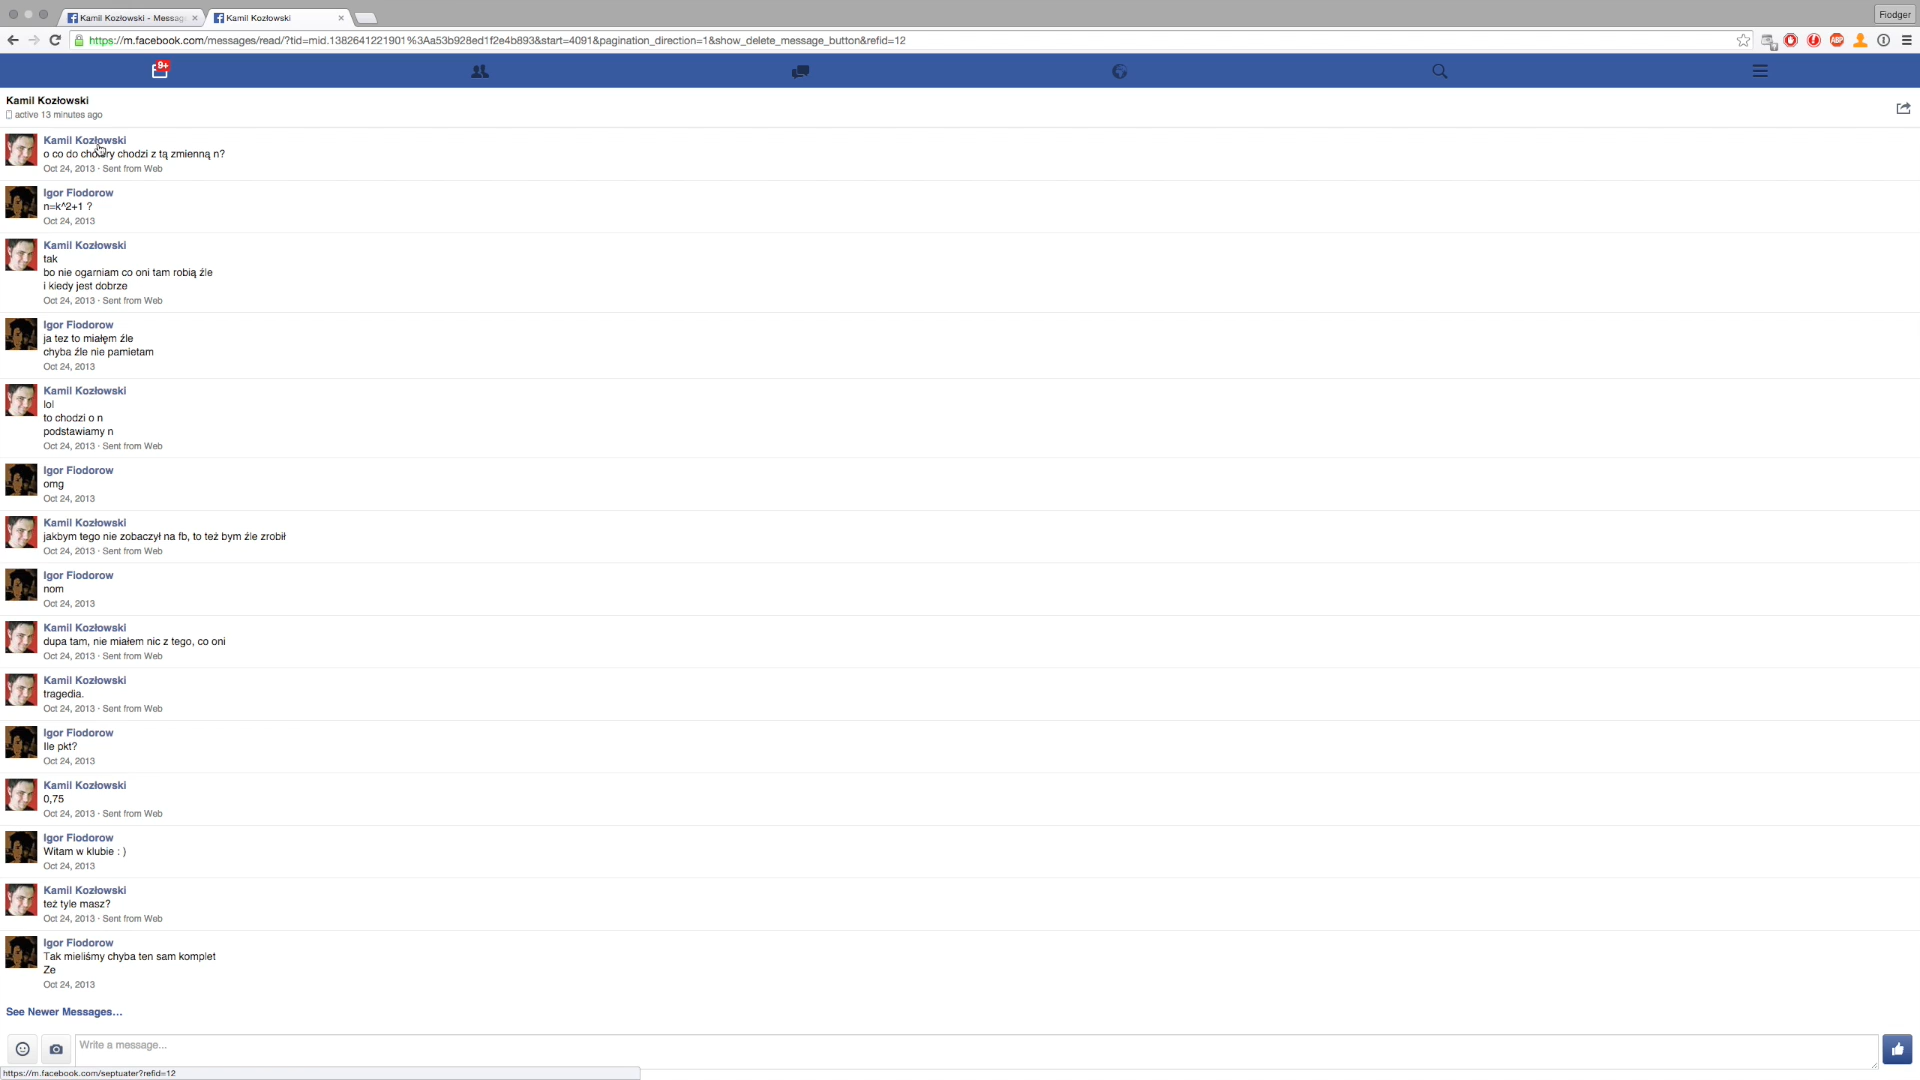 Kamil Kozłowski - Messag
Kamil Kozłowski
Fiodger
https://m.facebook.com/messages/read/?tid=mid.1382641221901%3Aa53b928ed1f2e4b893&start=4091&pagination_direction=1&show_delete_message_button&refid=12
ABP
9+
Kamil Kozłowski
active 13 minutes ago
Kamil Kozłowski
o co do cholery chodzi z tą zmienną n?
Oct 24, 2013 · Sent from Web
Igor Fiodorow
n=k^2+1 ?
Oct 24, 2013
Kamil Kozłowski
tak
bo nie ogarniam co oni tam robią źle
i kiedy jest dobrze
Oct 24, 2013 · Sent from Web
Igor Fiodorow
ja tez to miałęm źle
chyba źle nie pamietam
Oct 24, 2013
Kamil Kozłowski
lol
to chodzi o n
podstawiamy n
Oct 24, 2013 · Sent from Web
Igor Fiodorow
omg
Oct 24, 2013
Kamil Kozłowski
jakbym tego nie zobaczył na fb, to też bym źle zrobił
Oct 24, 2013 · Sent from Web
Igor Fiodorow
nom
Oct 24, 2013
Kamil Kozłowski
dupa tam, nie miałem nic z tego, co oni
Oct 24, 2013 · Sent from Web
Kamil Kozłowski
tragedia.
Oct 24, 2013 · Sent from Web
Igor Fiodorow
Ile pkt?
Oct 24, 2013
Kamil Kozłowski
0,75
Oct 24, 2013 · Sent from Web
Igor Fiodorow
Witam w klubie : )
Oct 24, 2013
Kamil Kozłowski
też tyle masz?
Oct 24, 2013 · Sent from Web
Igor Fiodorow
Tak mieliśmy chyba ten sam komplet
Ze
Oct 24, 2013
See Newer Messages...
Write a message...
https://m.facebook.com/septuater?refid=12